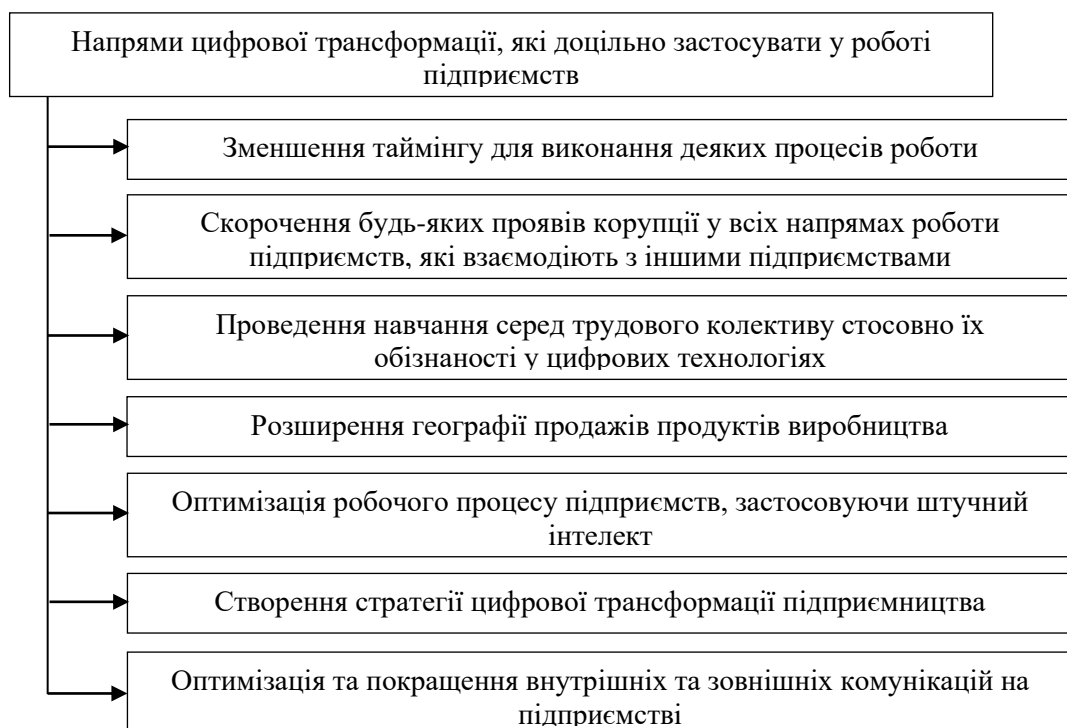 Напрями цифрової трансформації, які доцільно застосувати у роботі
підприємств
Зменшення таймінгу для виконання деяких процесів роботи
Скорочення будь-яких проявів корупції у всіх напрямах роботи
підприємств, які взаємодіють з іншими підприємствами
Проведення навчання серед трудового колективу стосовно їх
обізнаності у цифрових технологіях
Розширення географії продажів продуктів виробництва
Оптимізація робочого процесу підприємств, застосовуючи штучний
інтелект
Створення стратегії цифрової трансформації підприємництва
Оптимізація та покращення внутрішніх та зовнішніх комунікацій на
підприємстві